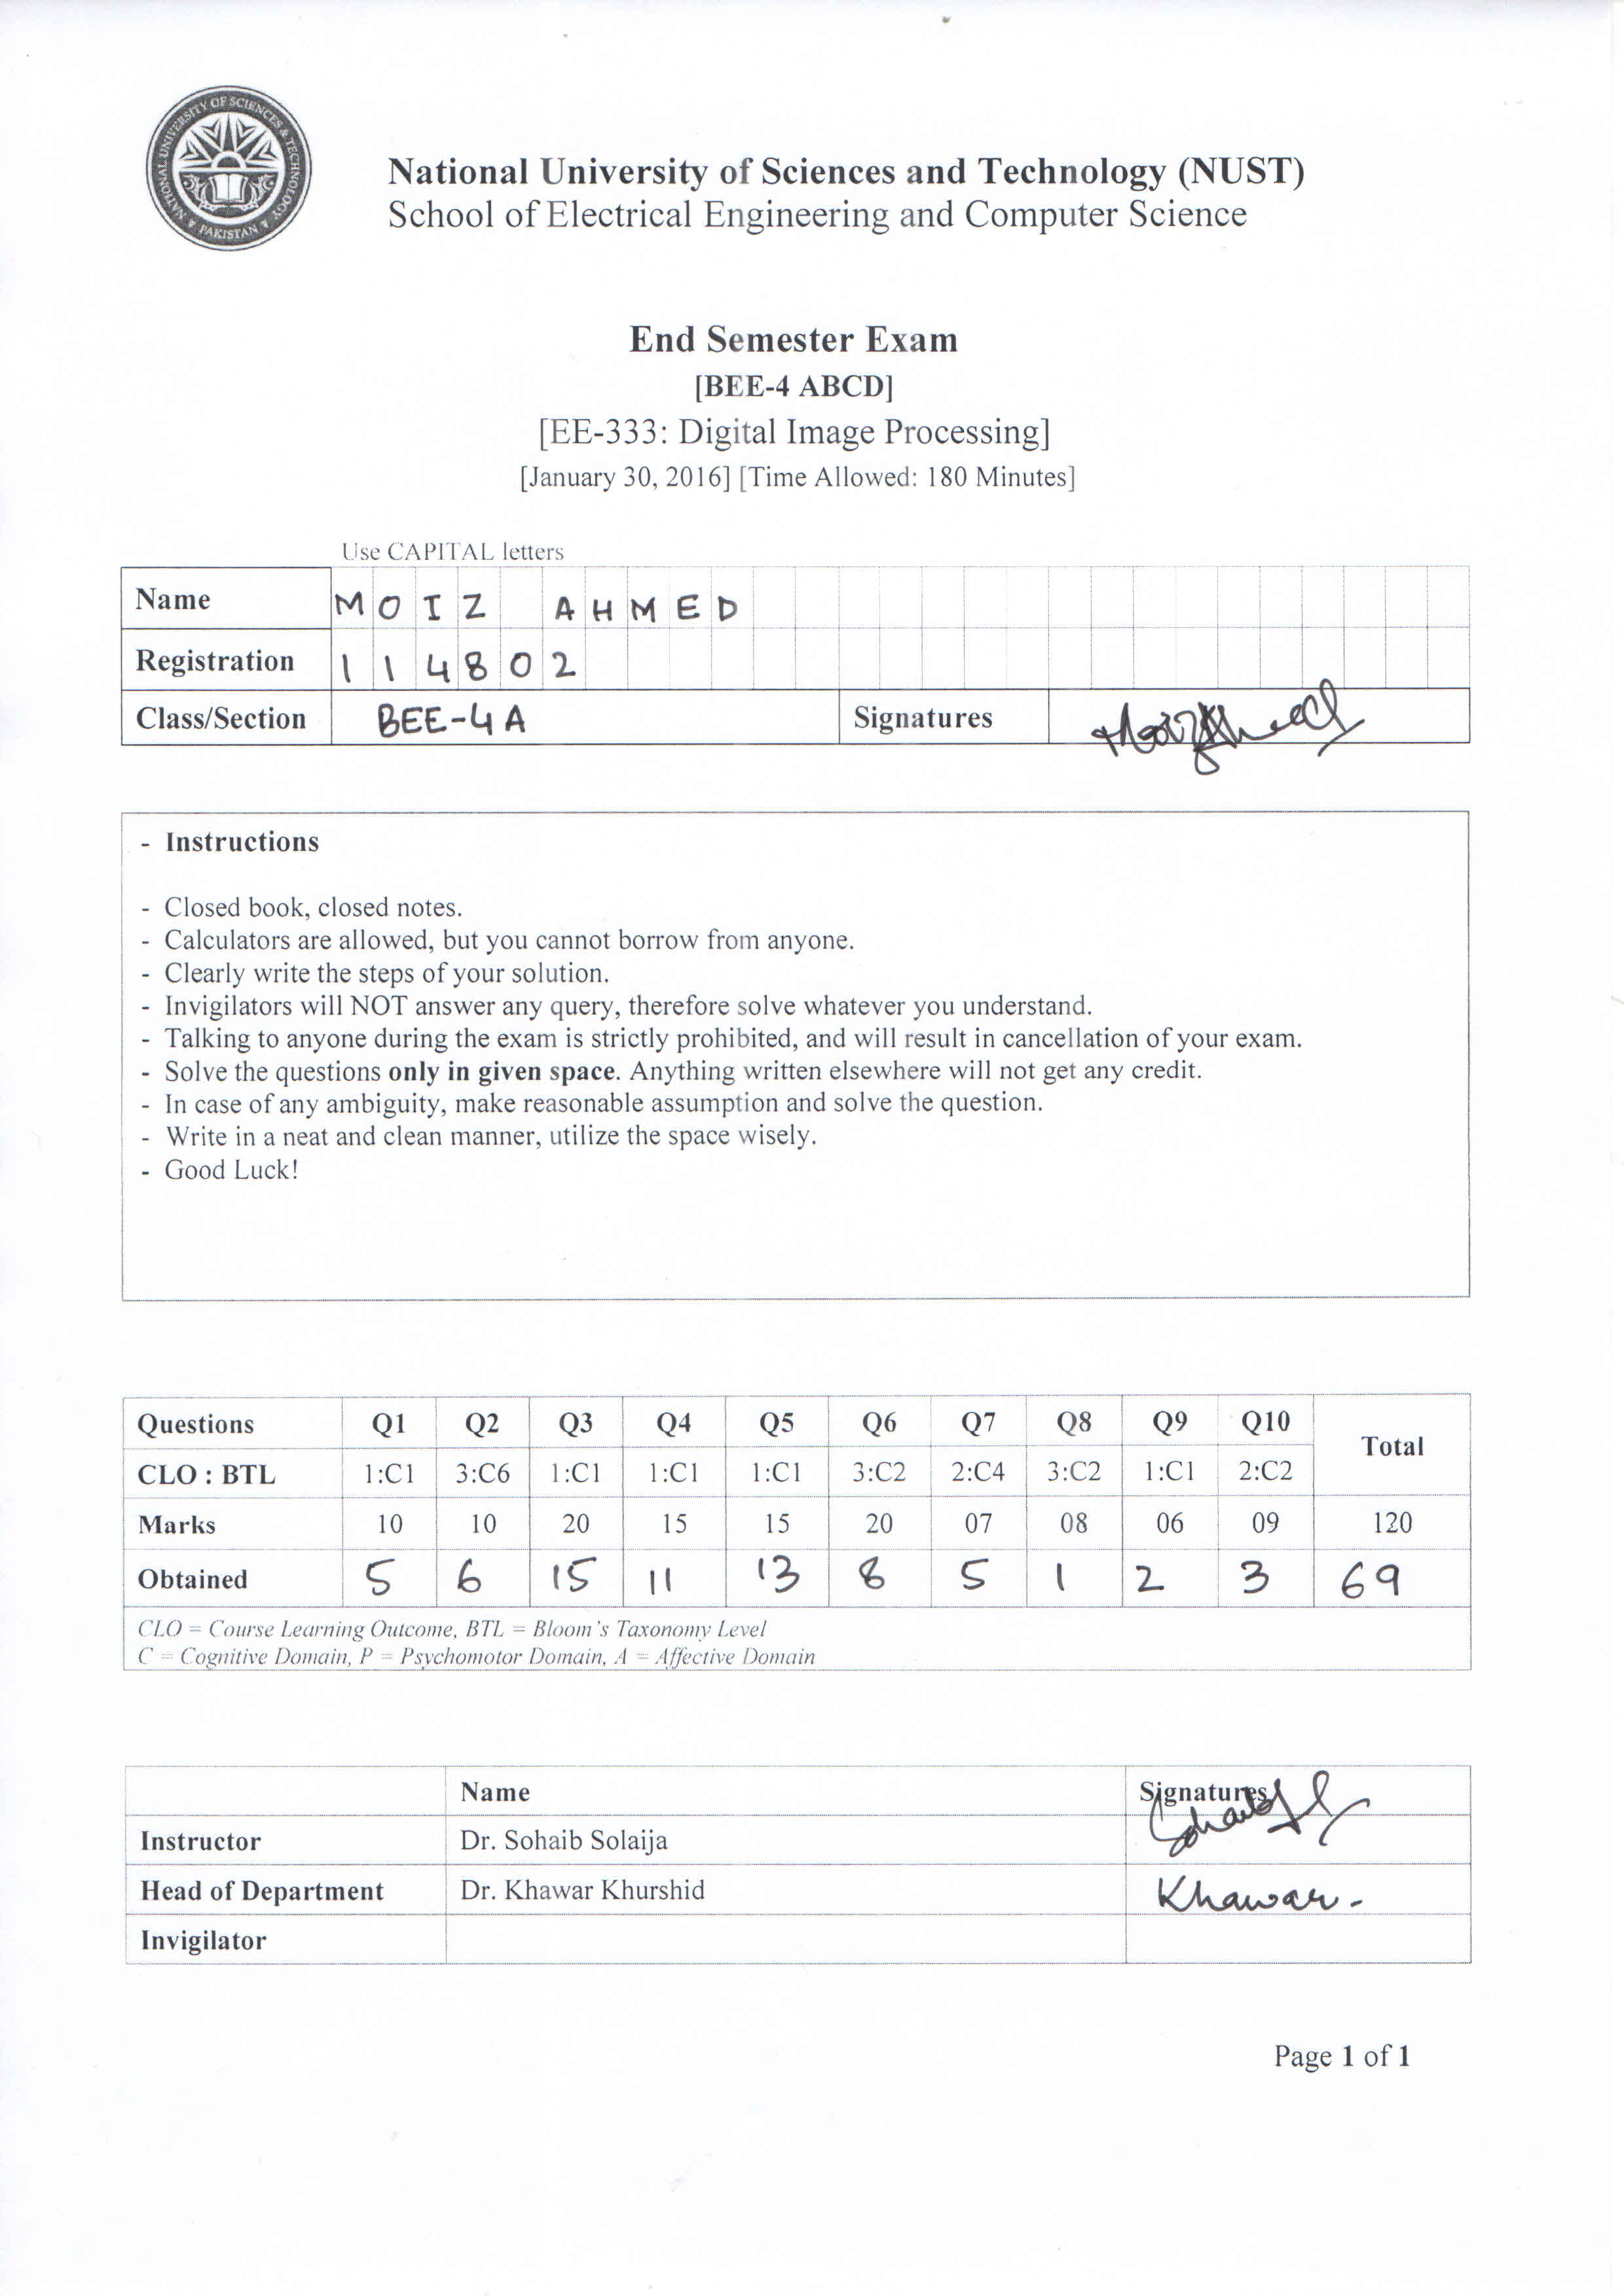 NATIONAL UNIVERSITY OF SCIENCES & TECHNOLOGY
PAKISTAN
National University of Sciences and Technology (NUST)
School of Electrical Engineering and Computer Science
End Semester Exam
[BEE-4 ABCD]
[EE-333: Digital Image Processing]
[January 30, 2016] [Time Allowed: 180 Minutes]
Use CAPITAL letters
Name MOIZ AHMED
Registration 114802
Class/Section BEE-4A Signatures
- Instructions
- Closed book, closed notes.
- Calculators are allowed, but you cannot borrow from anyone.
- Clearly write the steps of your solution.
- Invigilators will NOT answer any query, therefore solve whatever you understand.
- Talking to anyone during the exam is strictly prohibited, and will result in cancellation of your exam.
- Solve the questions only in given space. Anything written elsewhere will not get any credit.
- In case of any ambiguity, make reasonable assumption and solve the question.
- Write in a neat and clean manner, utilize the space wisely.
- Good Luck!
Questions Q1 Q2 Q3 Q4 Q5 Q6 Q7 Q8 Q9 Q10 Total
CLO : BTL 1:C1 3:C6 1:C1 1:C1 1:C1 3:C2 2:C4 3:C2 1:C1 2:C2
Marks 10 10 20 15 15 20 07 08 06 09 120
Obtained 5 6 15 11 13 8 5 1 2 3 69
CLO = Course Learning Outcome, BTL = Bloom's Taxonomy Level
C = Cognitive Domain, P = Psychomotor Domain, A = Affective Domain
Name Signatures
Instructor Dr. Sohaib Solaija
Head of Department Dr. Khawar Khurshid Khawar.
Invigilator
Page 1 of 1